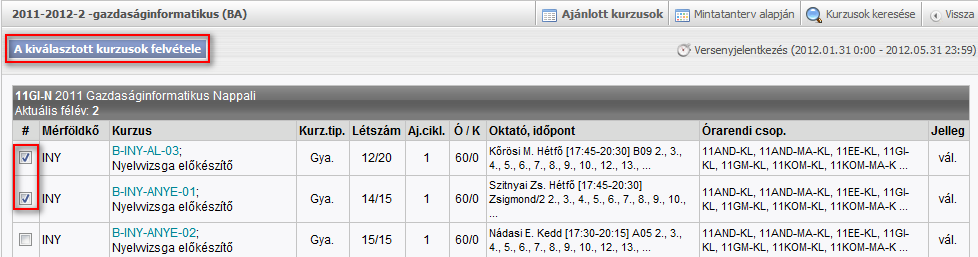 2011-2012-2 -gazdaságinformatikus (BA) Ajánlott kurzusok Mintatanterv alapján Kurzusok keresése Vissza
A kiválasztott kurzusok felvétele Versenyjelentkezés (2012.01.31 0:00 - 2012.05.31 23:59)
11GI-N 2011 Gazdaságinformatikus Nappali
Aktuális félév: 2
# Mérföldkő Kurzus Kurz.tip. Létszám Aj.cikl. Ó / K Oktató, időpont Órarendi csop. Jelleg
INY B-INY-AL-03; Nyelvvizsga előkészítő Gya. 12/20 1 60/0 Kőrösi M. Hétfő [17:45-20:30] B09 2., 3., 4., 5., 6., 7., 8., 9., 10., 12., 13., ... 11AND-KL, 11AND-MA-KL, 11EE-KL, 11GI-KL, 11GM-KL, 11KOM-KL, 11KOM-MA-K ... vál.
INY B-INY-ANYE-01; Nyelvvizsga előkészítő Gya. 14/15 1 60/0 Szitnyai Zs. Hétfő [17:45-20:30] Zsigmond/2 2., 3., 4., 5., 6., 7., 8., 9., 10., ... 11AND-KL, 11AND-MA-KL, 11EE-KL, 11GI-KL, 11GM-KL, 11KOM-KL, 11KOM-MA-K ... vál.
INY B-INY-ANYE-02; Nyelvvizsga előkészítő Gya. 15/15 1 60/0 Nádasi E. Kedd [17:30-20:15] A05 2., 3., 4., 5., 6., 7., 8., 9., 10., 12., 13., ... 11AND-KL, 11AND-MA-KL, 11EE-KL, 11GI-KL, 11GM-KL, 11KOM-KL, 11KOM-MA-K ... vál.